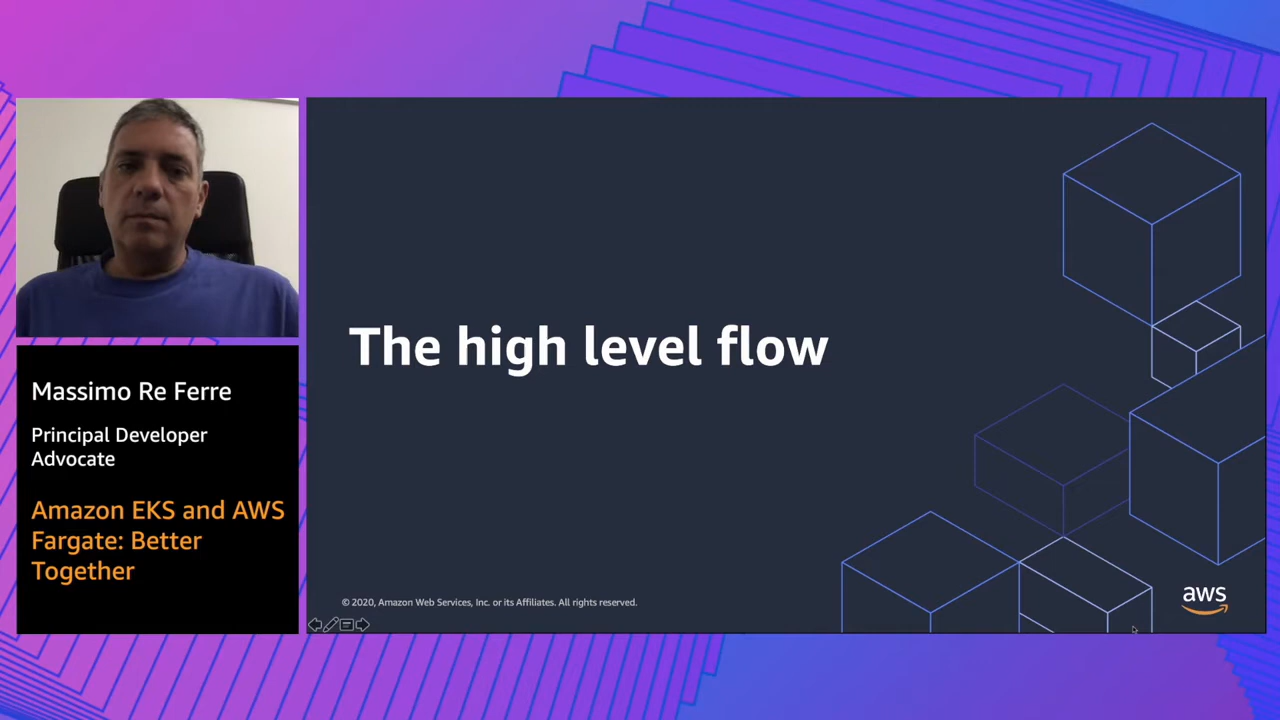 Massimo Re Ferre
Principal Developer
Advocate
Amazon EKS and AWS
Fargate: Better
Together
The high level flow
© 2020, Amazon Web Services, Inc. or its Affiliates. All rights reserved.
aws